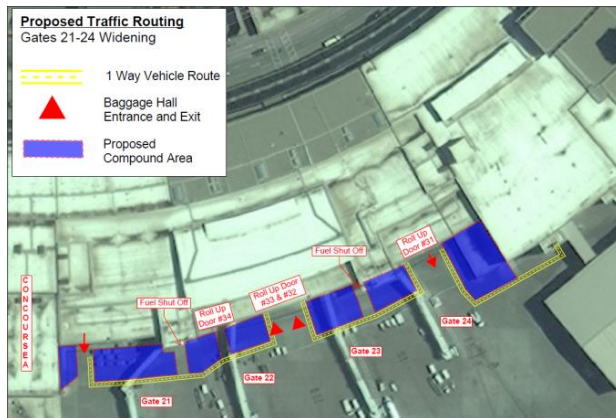 Proposed Traffic Routing
Gates 21-24 Widening
1 Way Vehicle Route
Baggage Hall
Entrance and Exit
Proposed
Compound Area
Roll Up
Door #31
Fuel Shut Off
Roll Up Door
#33 & #32
CONCOURSE A
Fuel Shut Off
Roll Up
Door #34
Gate 24
Gate 23
Gate 22
Gate 21